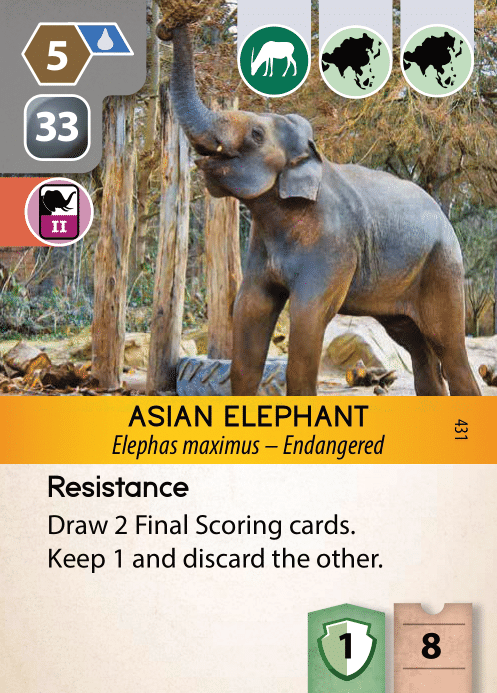 5
33
II
ASIAN ELEPHANT
Elephas maximus – Endangered
431
Resistance
Draw 2 Final Scoring cards.
Keep 1 and discard the other.
1
8